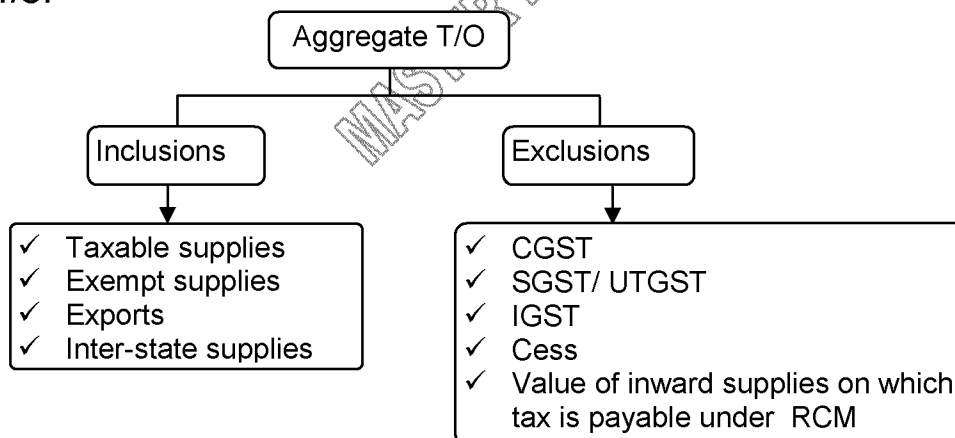 Aggregate T/O
Inclusions
Exclusions
✓ Taxable supplies
✓ Exempt supplies
✓ Exports
✓ Inter-state supplies
✓ CGST
✓ SGST/ UTGST
✓ IGST
✓ Cess
✓ Value of inward supplies on which
tax is payable under RCM